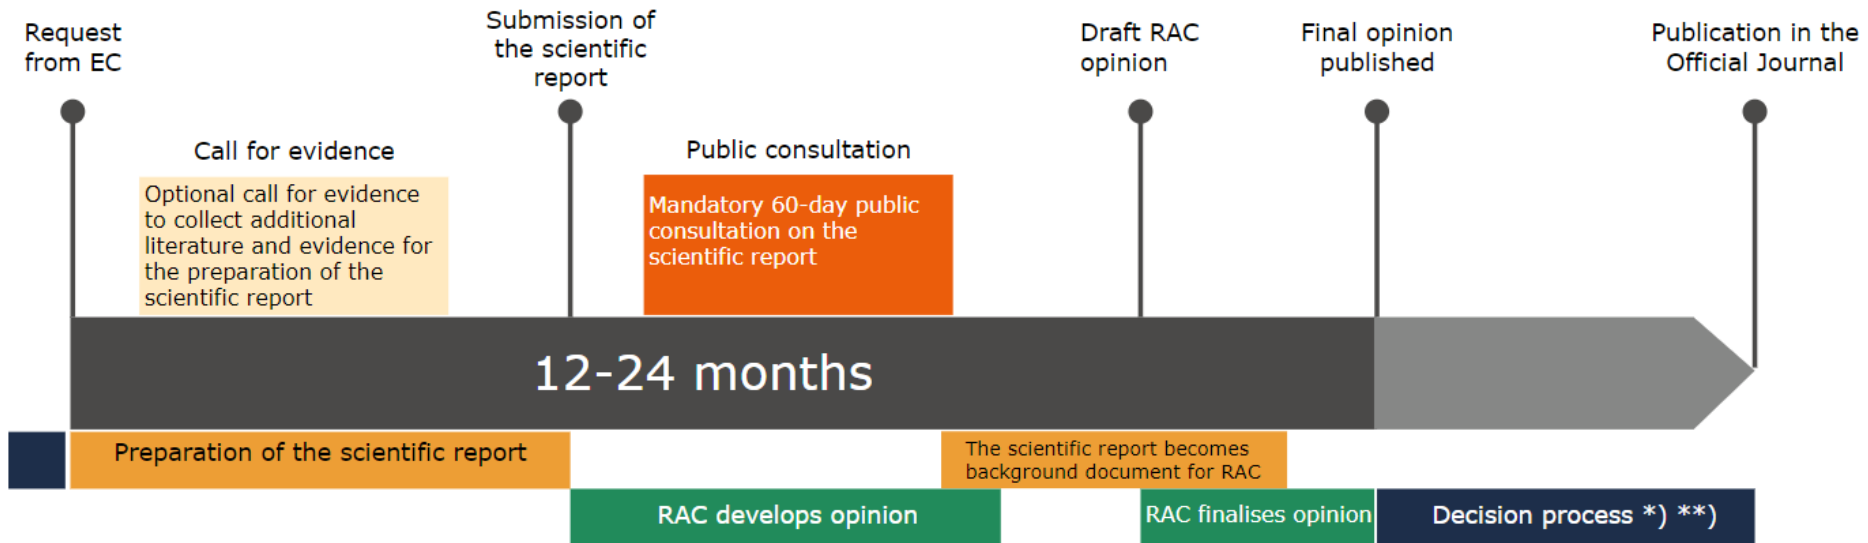 Request
from EC
Submission of
the scientific
report
Draft RAC
opinion
Final opinion
published
Publication in the
Official Journal
Call for evidence
Optional call for evidence
to collect additional
literature and evidence for
the preparation of the
scientific report
Public consultation
Mandatory 60-day public
consultation on the
scientific report
12-24 months
Preparation of the scientific report
The scientific report becomes
background document for RAC
RAC develops opinion
RAC finalises opinion
Decision process *) **)